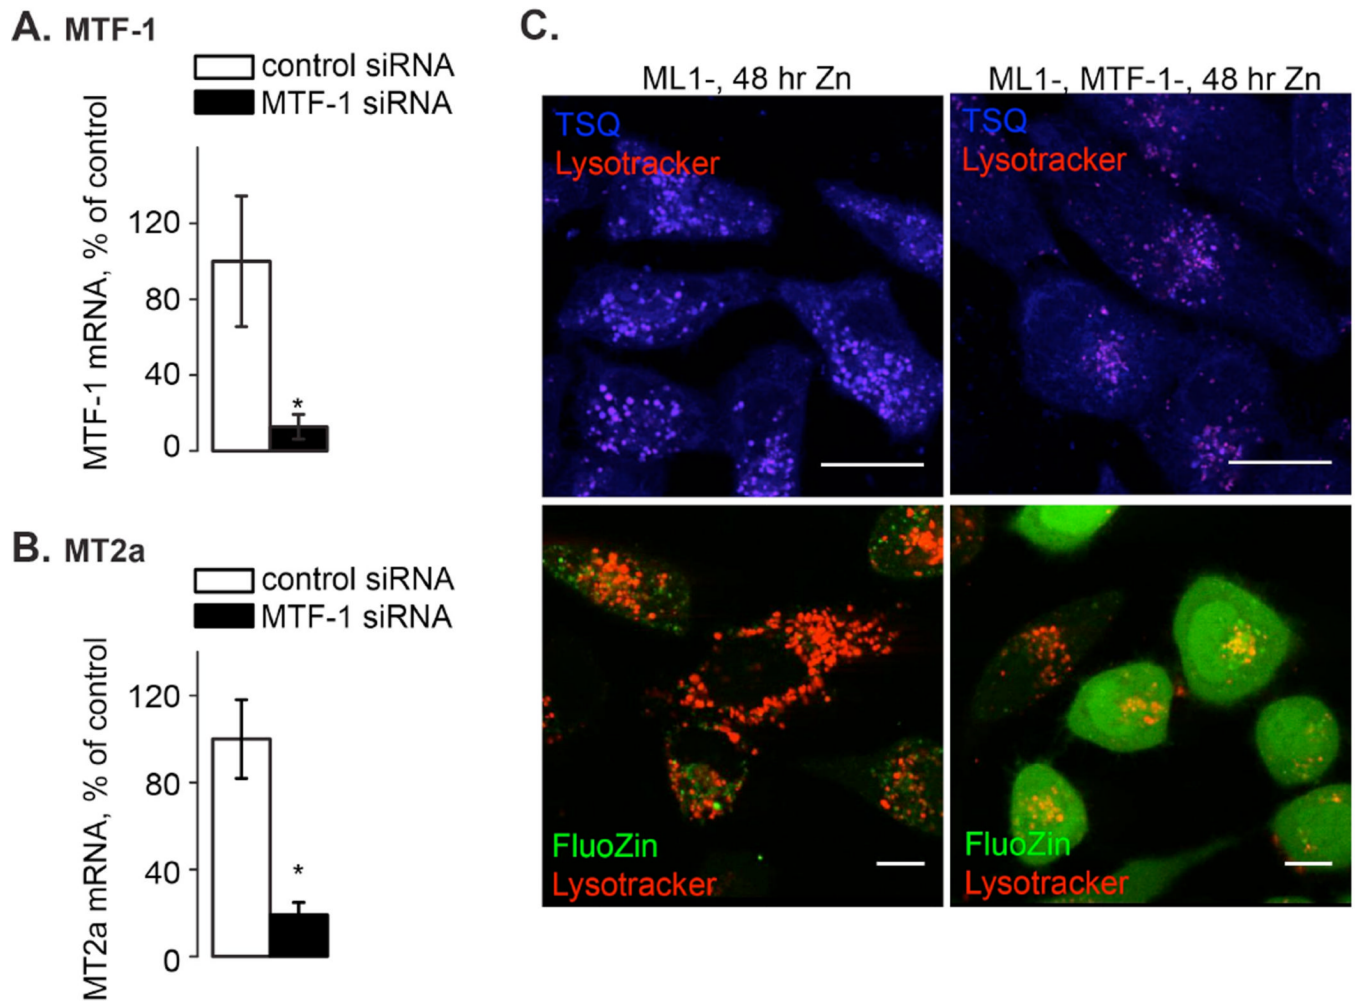 A. MTF-1
control siRNA
MTF-1 siRNA
MTF-1 mRNA, % of control
120
80
40
0
*
B. MT2a
control siRNA
MTF-1 siRNA
MT2a mRNA, % of control
120
80
40
0
*
C.
ML1-, 48 hr Zn
ML1-, MTF-1-, 48 hr Zn
TSQ
Lysotracker
TSQ
Lysotracker
FluoZin
Lysotracker
FluoZin
Lysotracker